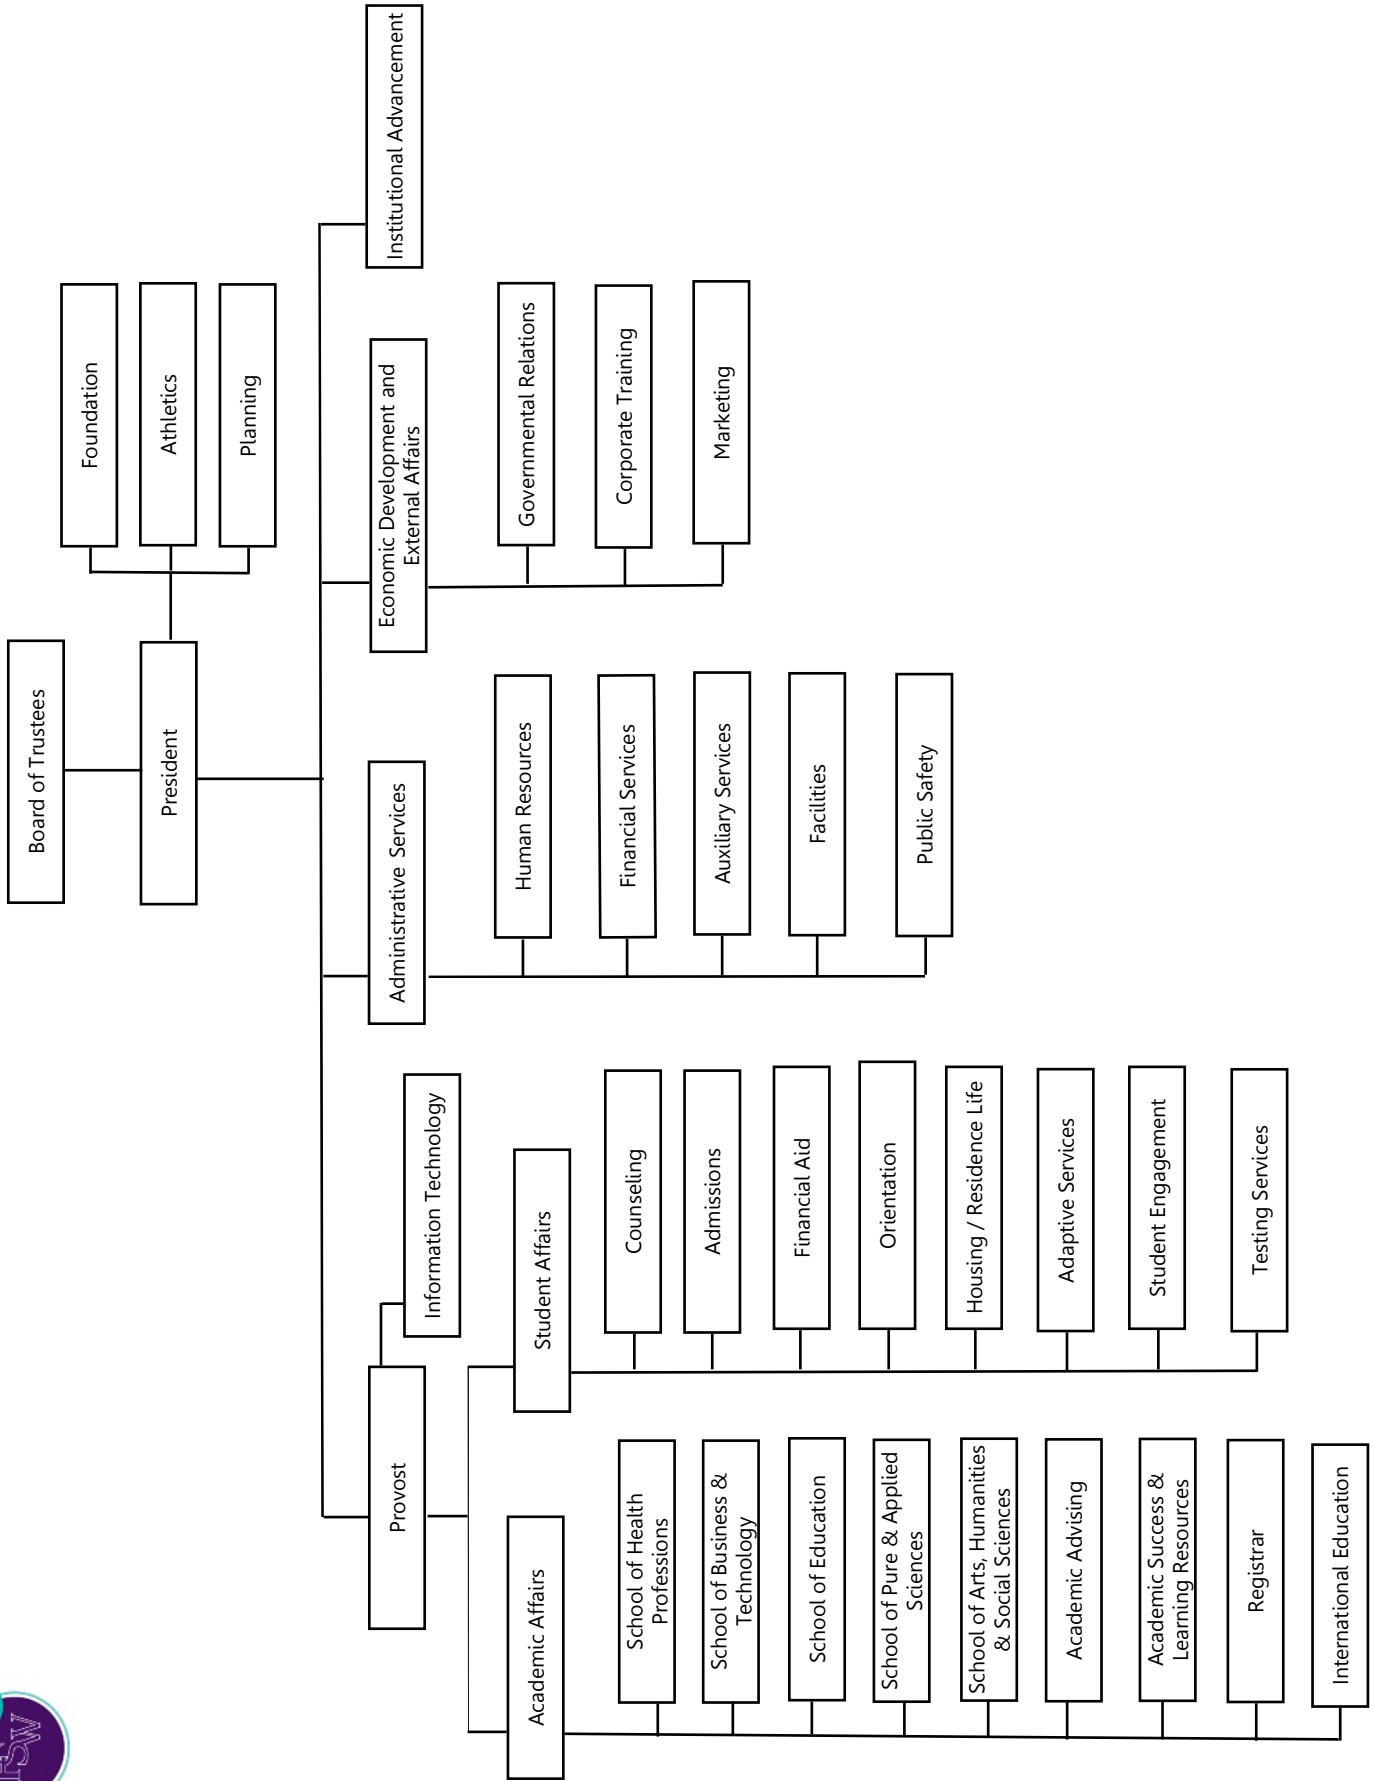 Board of Trustees
President
Foundation
Athletics
Planning
Provost
Information Technology
Administrative Services
Economic Development and
External Affairs
Institutional Advancement
Academic Affairs
School of Health
Professions
School of Business &
Technology
School of Education
School of Pure & Applied
Sciences
School of Arts, Humanities
& Social Sciences
Academic Advising
Academic Success &
Learning Resources
Registrar
International Education
Student Affairs
Counseling
Admissions
Financial Aid
Orientation
Housing / Residence Life
Adaptive Services
Student Engagement
Testing Services
Human Resources
Financial Services
Auxiliary Services
Facilities
Public Safety
Governmental Relations
Corporate Training
Marketing